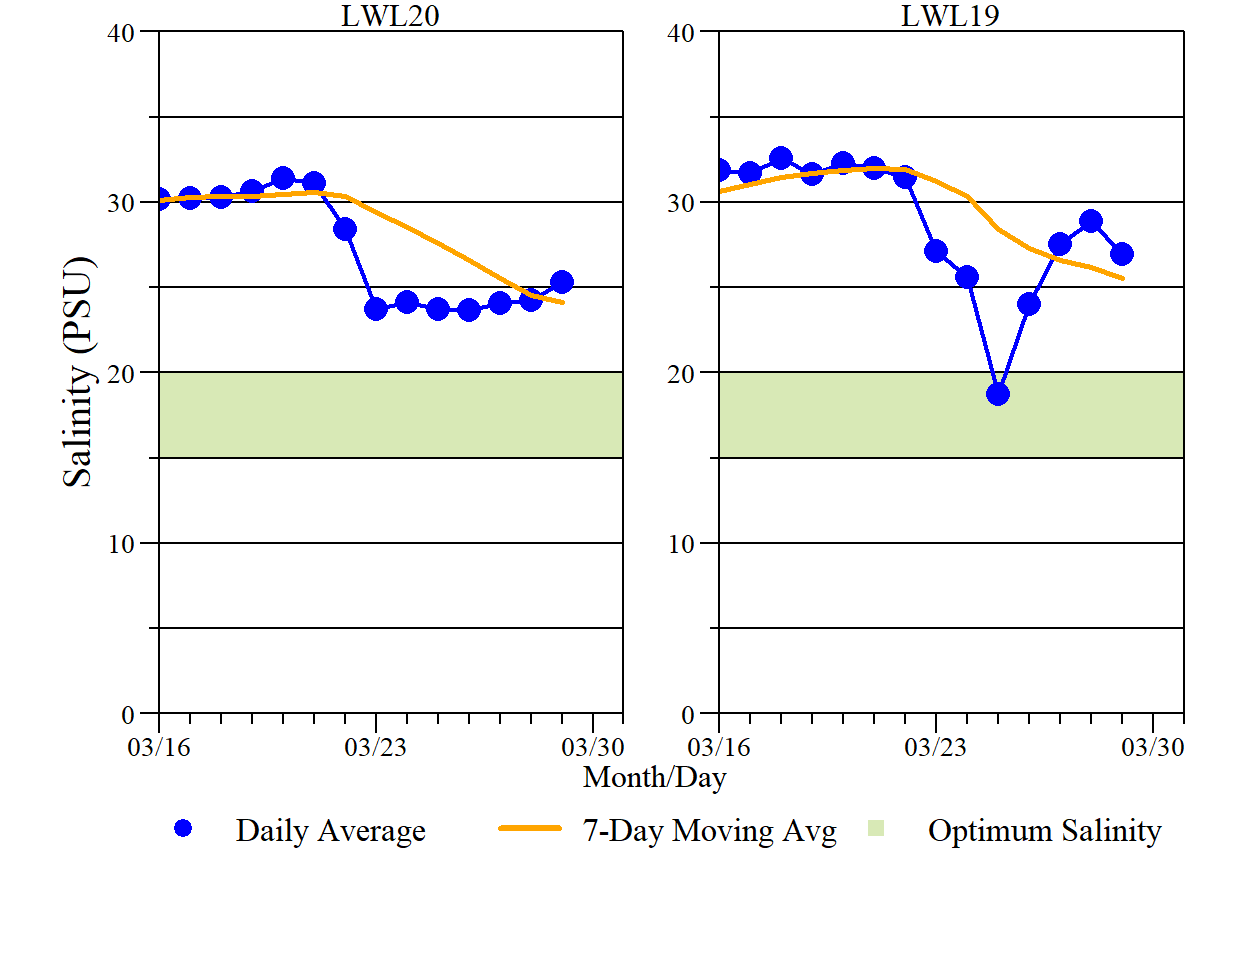 LWL20 LWL19
40 40
30 30
20 20
10 10
0 0
Salinity (PSU)
03/16 03/23 03/30 03/16 03/23 03/30
Month/Day
Daily Average 7-Day Moving Avg Optimum Salinity